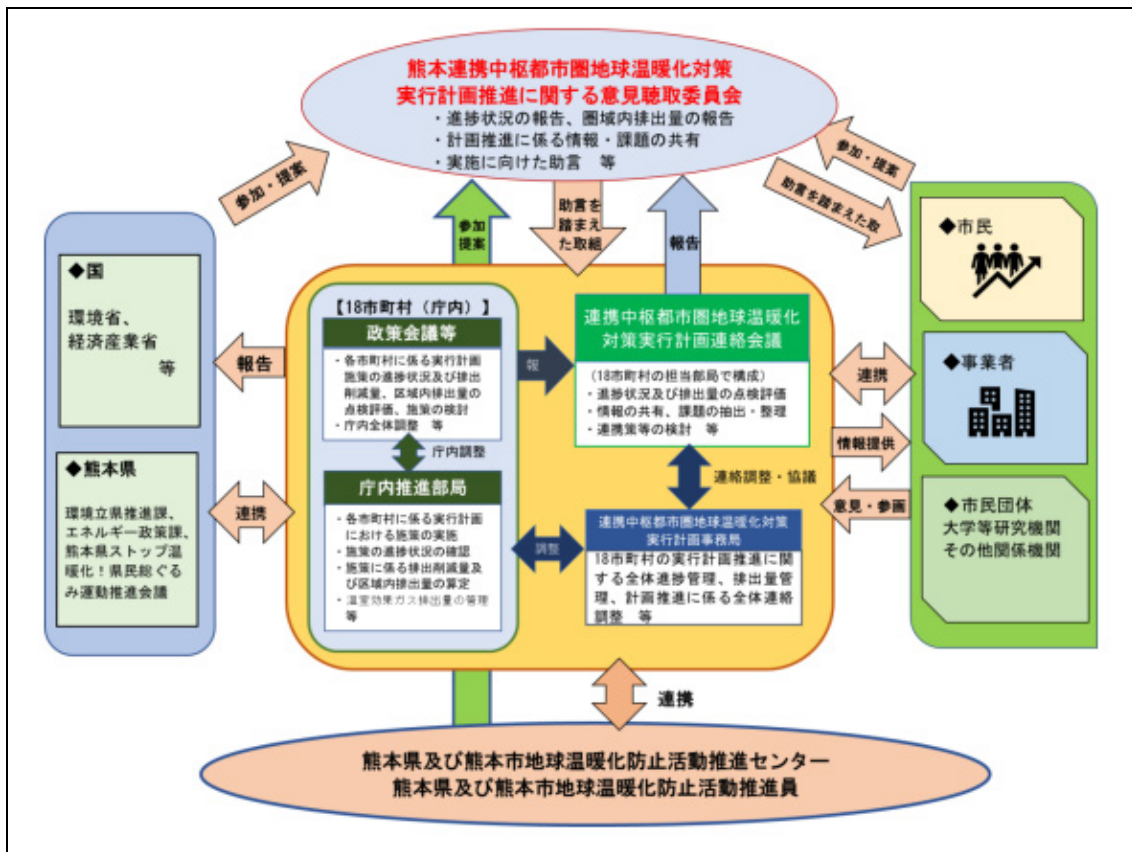 熊本連携中枢都市圏地球温暖化対策
実行計画推進に関する意見聴取委員会
・進捗状況の報告、圏域内排出量の報告
・計画推進に係る情報・課題の共有
・実施に向けた助言 等
参加・提案
参加
提案
助言を
踏まえ
た取組
報告
参加・提案
助言を踏まえた取
◆国
環境省、
経済産業省
等
◆熊本県
環境立県推進課、
エネルギー政策課、
熊本県ストップ温
暖化！県民総ぐる
み運動推進会議
報告
連携
【18市町村（庁内）】
政策会議等
・各市町村に係る実行計画
施策の進捗状況及び排出
削減量、区域内排出量の
点検評価、施策の検討
・庁内全体調整 等
庁内調整
庁内推進部局
・各市町村に係る実行計画
における施策の実施
・施策の進捗状況の確認
・施策に係る排出削減量及
び区域内排出量の算定
・温室効果ガス排出量の管理
等
報
調整
連携中枢都市圏地球温暖化
対策実行計画連絡会議
（18市町村の担当部局で構成）
・進捗状況及び排出量の点検評価
・情報の共有、課題の抽出・整理
・連携策等の検討 等
連絡調整・協議
連携中枢都市圏地球温暖化対策
実行計画事務局
18市町村の実行計画推進に関
する全体進捗管理、排出量管
理、計画推進に係る全体連絡
調整 等
連携
情報提供
意見・参画
◆市民
◆事業者
◆市民団体
大学等研究機関
その他関係機関
連携
熊本県及び熊本市地球温暖化防止活動推進センター
熊本県及び熊本市地球温暖化防止活動推進員